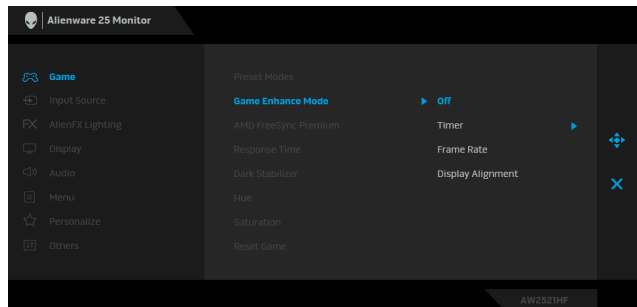 Alienware 25 Monitor
Game
Input Source
AlienFX Lighting
Display
Audio
Menu
Personalize
Others
Preset Modes
Game Enhance Mode
AMD FreeSync Premium
Response Time
Dark Stabilizer
Hue
Saturation
Reset Game
Off
Timer
Frame Rate
Display Alignment
AW2521HF